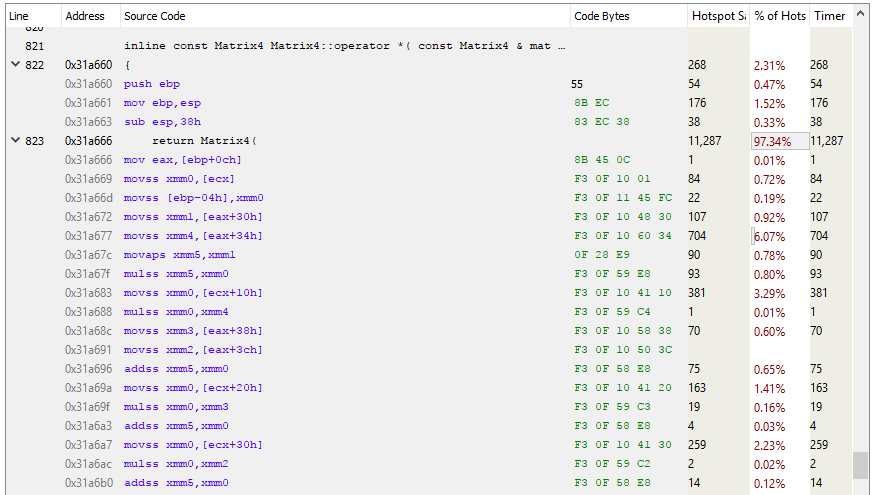 Line Address Source Code Code Bytes Hotspot Sa % of Hots Timer
820
821 inline const Matrix4 Matrix4::operator *( const Matrix4 & mat …
822 0x31a660 { 268 2.31% 268
0x31a660 push ebp 55 54 0.47% 54
0x31a661 mov ebp,esp 8B EC 176 1.52% 176
0x31a663 sub esp,38h 83 EC 38 38 0.33% 38
823 0x31a666 return Matrix4( 11,287 97.34% 11,287
0x31a666 mov eax,[ebp+0ch] 8B 45 0C 1 0.01% 1
0x31a669 movss xmm0,[ecx] F3 0F 10 01 84 0.72% 84
0x31a66d movss [ebp-04h],xmm0 F3 0F 11 45 FC 22 0.19% 22
0x31a672 movss xmm1,[eax+30h] F3 0F 10 48 30 107 0.92% 107
0x31a677 movss xmm4,[eax+34h] F3 0F 10 60 34 704 6.07% 704
0x31a67c movaps xmm5,xmm1 0F 28 E9 90 0.78% 90
0x31a67f mulss xmm5,xmm0 F3 0F 59 E8 93 0.80% 93
0x31a683 movss xmm0,[ecx+10h] F3 0F 10 41 10 381 3.29% 381
0x31a688 mulss xmm0,xmm4 F3 0F 59 C4 1 0.01% 1
0x31a68c movss xmm3,[eax+38h] F3 0F 10 58 38 70 0.60% 70
0x31a691 movss xmm2,[eax+3ch] F3 0F 10 50 3C
0x31a696 addss xmm5,xmm0 F3 0F 58 E8 75 0.65% 75
0x31a69a movss xmm0,[ecx+20h] F3 0F 10 41 20 163 1.41% 163
0x31a69f mulss xmm0,xmm3 F3 0F 59 C3 19 0.16% 19
0x31a6a3 addss xmm5,xmm0 F3 0F 58 E8 4 0.03% 4
0x31a6a7 movss xmm0,[ecx+30h] F3 0F 10 41 30 259 2.23% 259
0x31a6ac mulss xmm0,xmm2 F3 0F 59 C2 2 0.02% 2
0x31a6b0 addss xmm5,xmm0 F3 0F 58 E8 14 0.12% 14